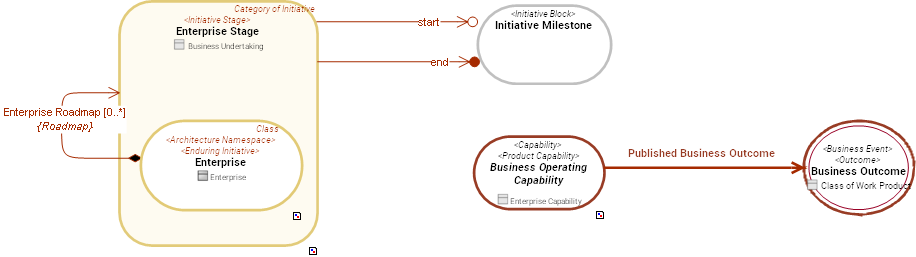 Category of Initiative
«Initiative Stage»
Enterprise Stage
Business Undertaking
start
end
«Initiative Block»
Initiative Milestone
Enterprise Roadmap [0..*]
{Roadmap}
Class
«Architecture Namespace»
«Enduring Initiative»
Enterprise
Enterprise
«Capability»
«Product Capability»
Business Operating
Capability
Enterprise Capability
Published Business Outcome
«Business Event»
«Outcome»
Business Outcome
Class of Work Product